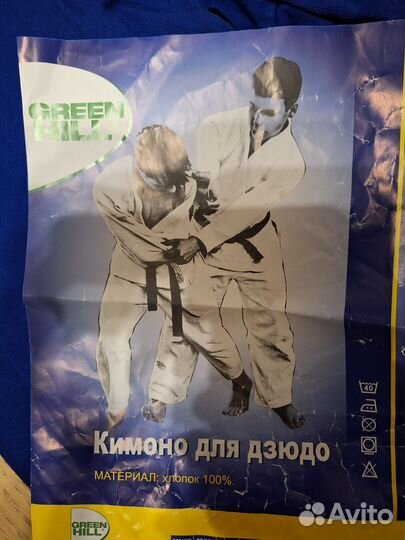 GREEN
HILL
40
Кимоно для дзюдо
МАТЕРИАЛ: хлопок 100%.
GREEN
HILL
Avito